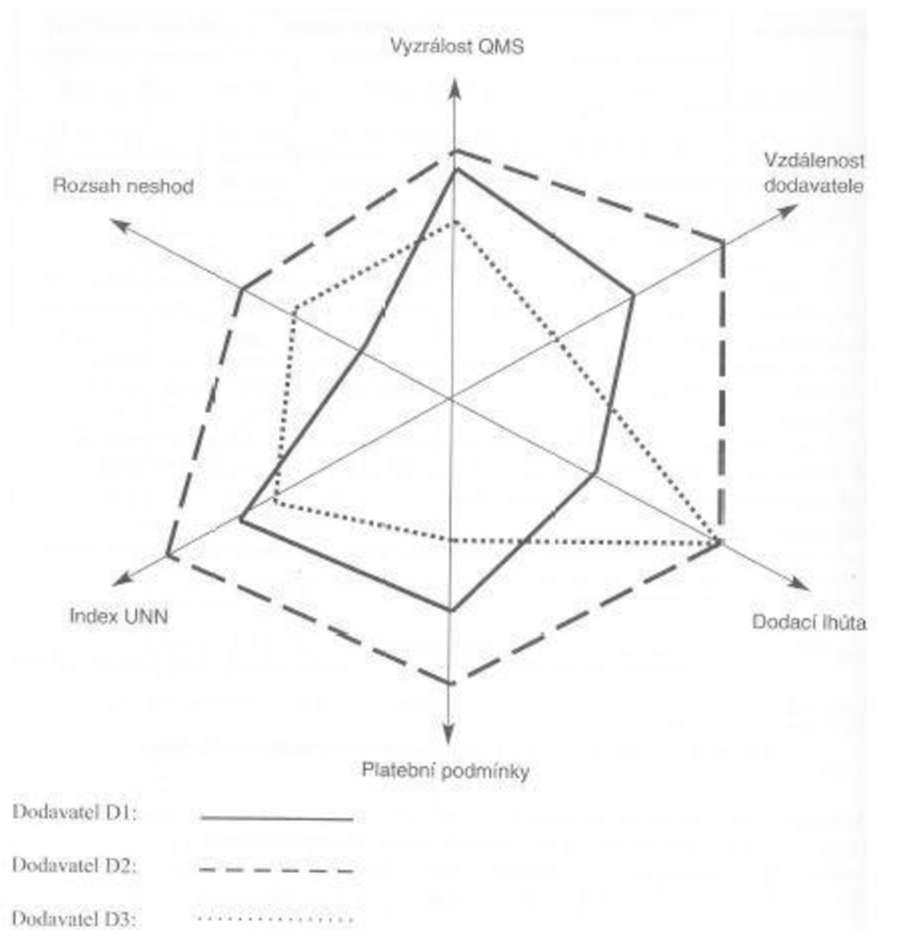 Vyzrálost QMS
Vzdálenost
dodavatele
Rozsah neshod
Index UNN
Dodací lhůta
Platební podmínky
Dodavatel D1:
Dodavatel D2:
Dodavatel D3: